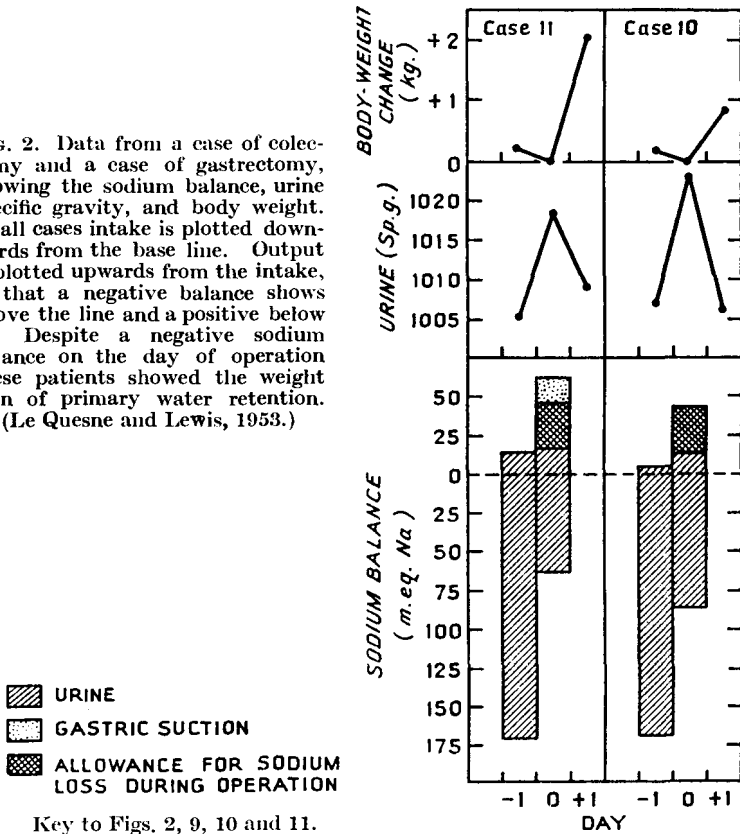 G. 2. Data from a case of colec-
my and a case of gastrectomy,
owing the sodium balance, urine
ecific gravity, and body weight.
all cases intake is plotted down-
rds from the base line. Output
plotted upwards from the intake,
that a negative balance shows
ove the line and a positive below
Despite a negative sodium
ance on the day of operation
ese patients showed the weight
n of primary water retention.
(Le Quesne and Lewis, 1953.)
URINE
GASTRIC SUCTION
ALLOWANCE FOR SODIUM
LOSS DURING OPERATION
Key to Figs. 2, 9, 10 and 11.
Case 11
Case 10
BODY-WEIGHT
CHANGE
(kg.)
+2
+1
0
URINE (Sp.g.)
1020
1015
1010
1005
SODIUM BALANCE
(m.eq. Na)
50
25
0
25
50
75
100
125
150
175
-1 0 +1
-1 0 +1
DAY